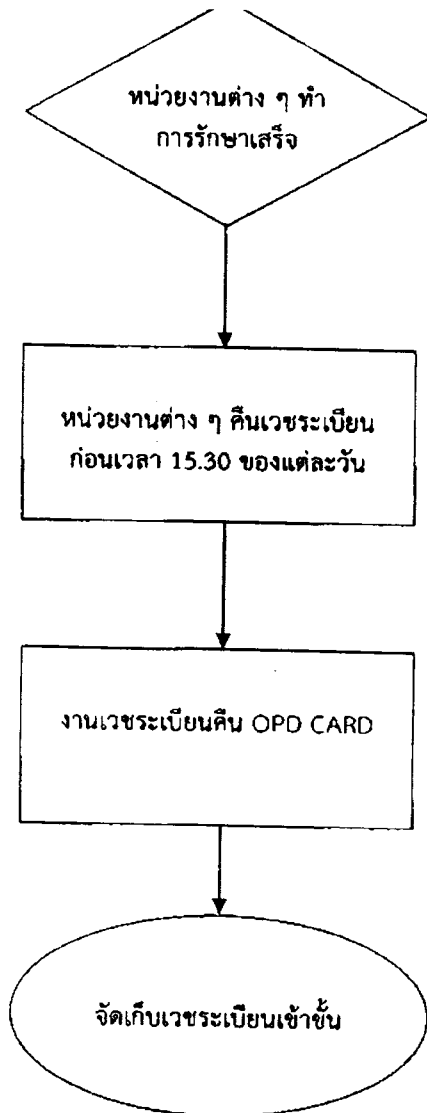 หน่วยงานต่าง ๆ ทำ
การรักษาเสร็จ
หน่วยงานต่าง ๆ คืนเวชระเบียน
ก่อนเวลา 15.30 ของแต่ละวัน
งานเวชระเบียนคืน OPD CARD
จัดเก็บเวชระเบียนเข้าชั้น